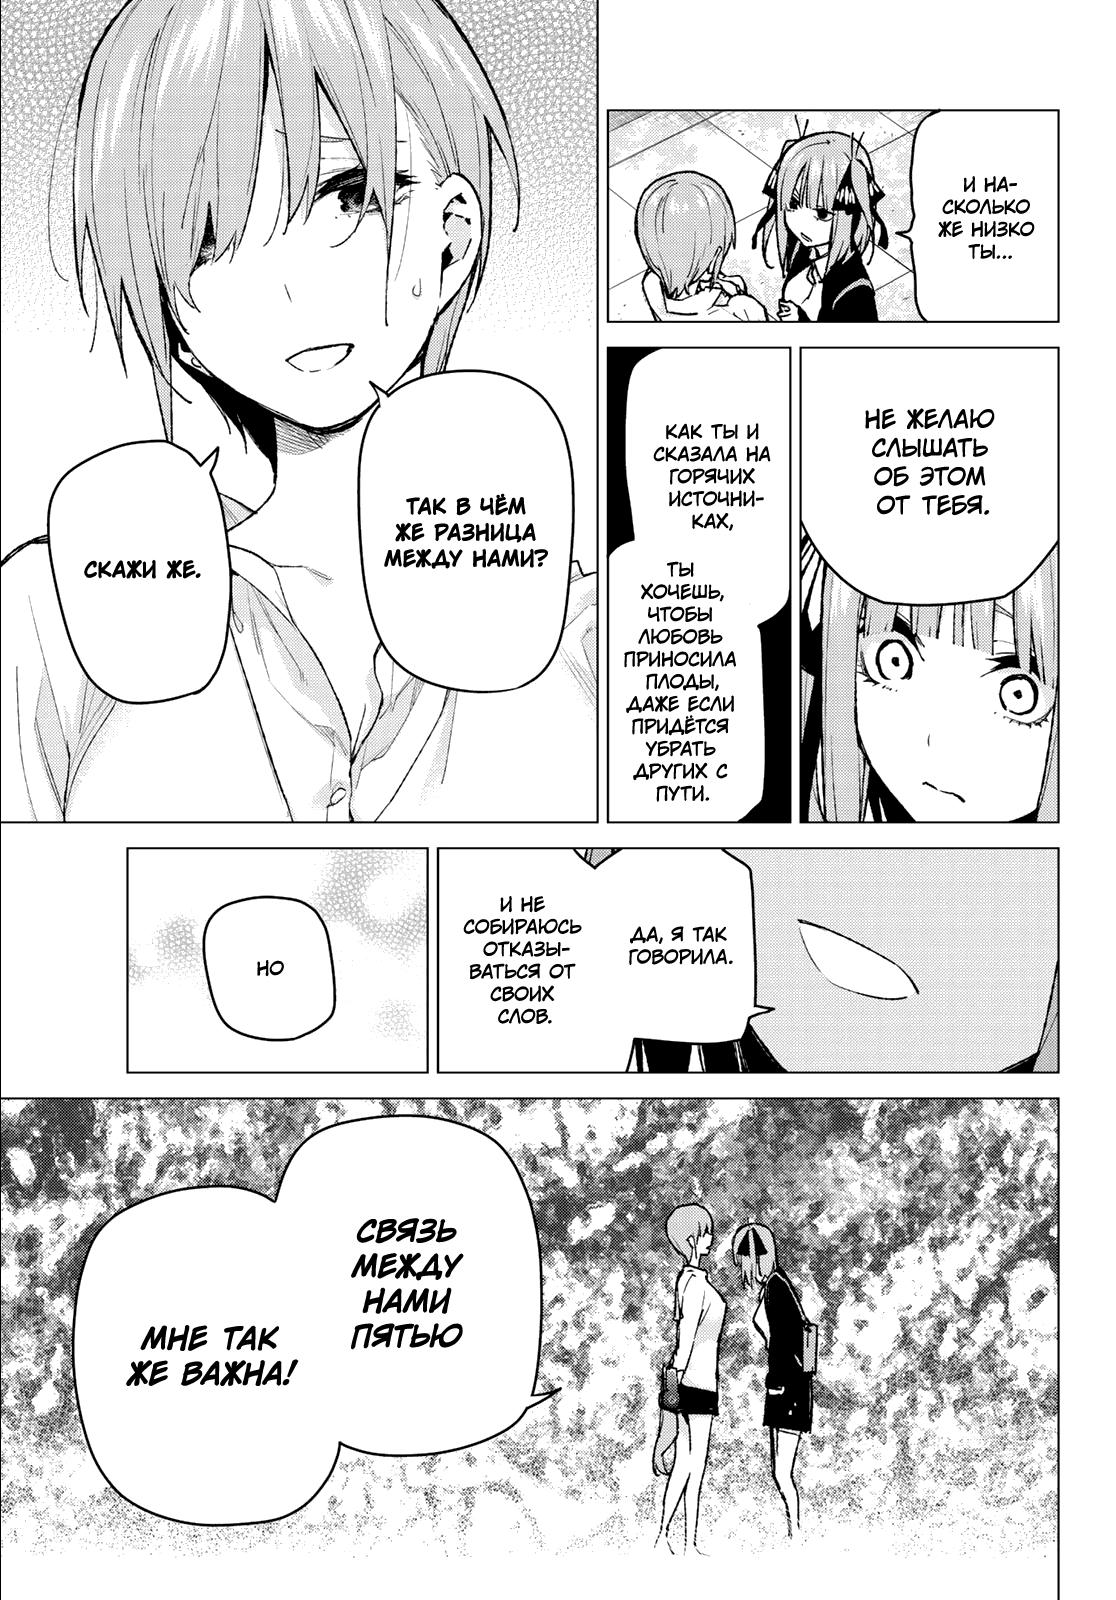 И НА-
СКОЛЬКО
ЖЕ НИЗКО
ТЫ...
НЕ ЖЕЛАЮ
СЛЫШАТЬ
ОБ ЭТОМ
ОТ ТЕБЯ.
КАК ТЫ И
СКАЗАЛА НА
ГОРЯЧИХ
ИСТОЧНИ-
КАХ,
ТЫ
ХОЧЕШЬ,
ЧТОБЫ
ЛЮБОВЬ
ПРИНОСИЛА
ПЛОДЫ,
ДАЖЕ ЕСЛИ
ПРИДЁТСЯ
УБРАТЬ
ДРУГИХ С
ПУТИ.
ТАК В ЧЁМ
ЖЕ РАЗНИЦА
МЕЖДУ НАМИ?
СКАЖИ ЖЕ.
ДА, Я ТАК
ГОВОРИЛА.
И НЕ
СОБИРАЮСЬ
ОТКАЗЫ-
ВАТЬСЯ ОТ
СВОИХ
СЛОВ.
НО
СВЯЗЬ
МЕЖДУ
НАМИ
ПЯТЬЮ
МНЕ ТАК
ЖЕ ВАЖНА!